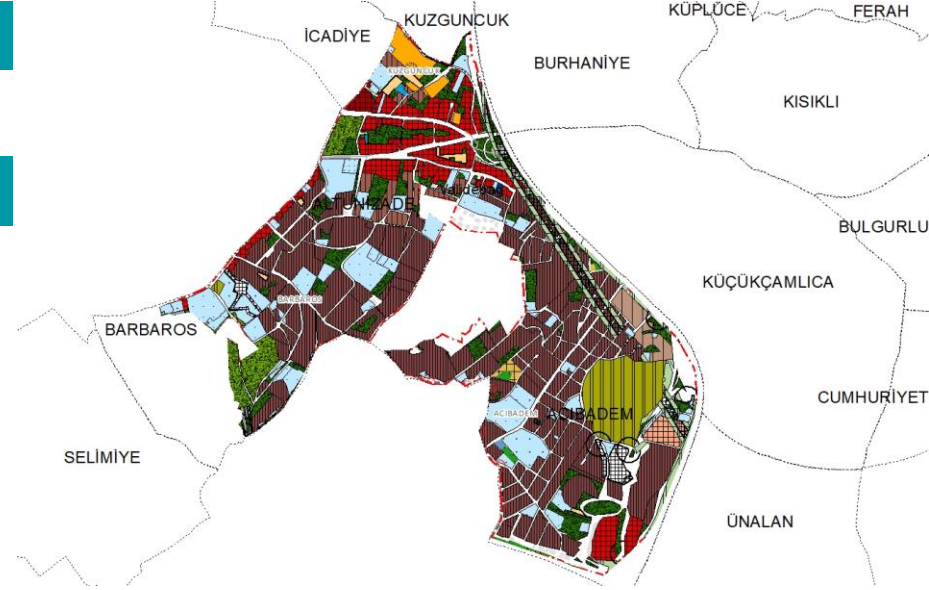 KUZGUNCUK
KÜPLÜCE
FERAH
İCADİYE
BURHANİYE
KUZGUNCUK
KISIKLI
Validebağ
ALTUNİZADE
BULGURLU
KÜÇÜKÇAMLICA
BARBAROS
BARBAROS
CUMHURİYET
ACIBADEM
ACIBADEM
SELİMİYE
ÜNALAN